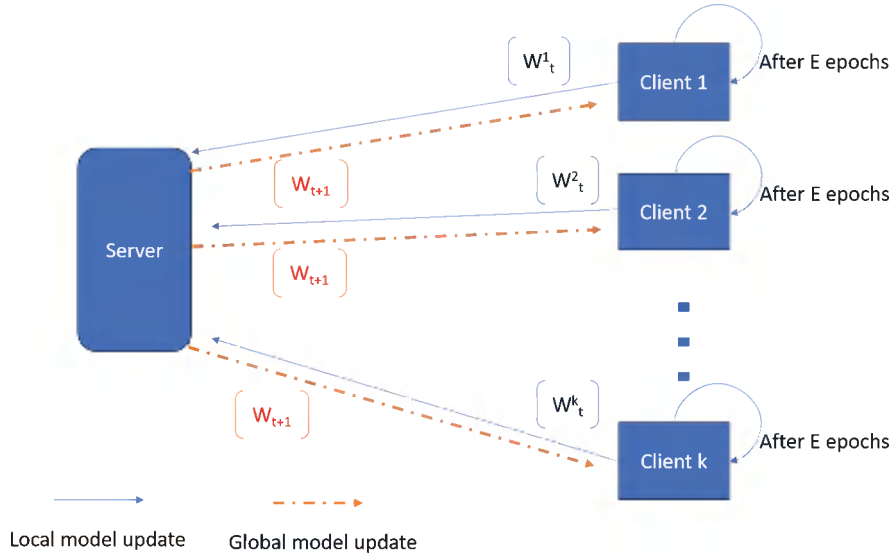 W¹ₜ
Client 1
After E epochs
Wₜ₊₁
W²ₜ
Client 2
After E epochs
Server
Wₜ₊₁
Wᵏₜ
Wₜ₊₁
Client k
After E epochs
Local model update
Global model update